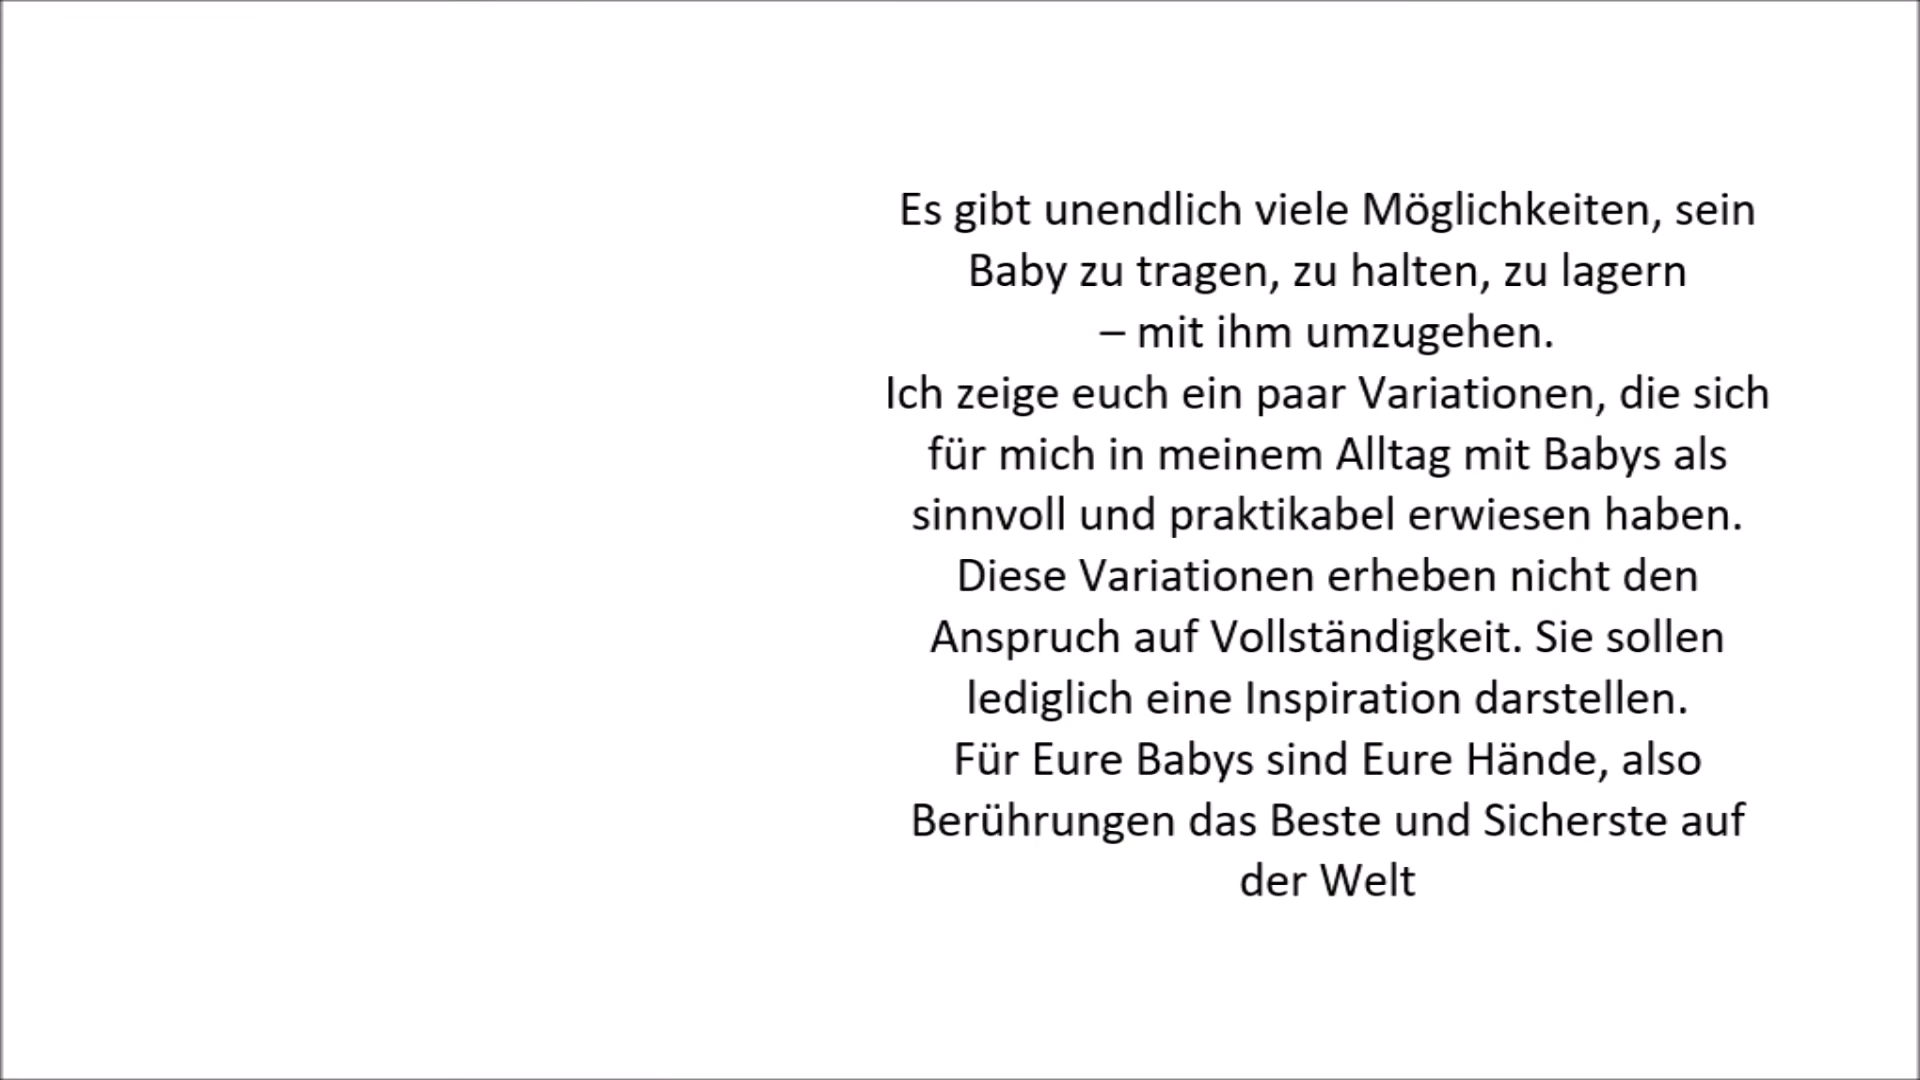 Es gibt unendlich viele Möglichkeiten, sein
Baby zu tragen, zu halten, zu lagern
– mit ihm umzugehen.
Ich zeige euch ein paar Variationen, die sich
für mich in meinem Alltag mit Babys als
sinnvoll und praktikabel erwiesen haben.
Diese Variationen erheben nicht den
Anspruch auf Vollständigkeit. Sie sollen
lediglich eine Inspiration darstellen.
Für Eure Babys sind Eure Hände, also
Berührungen das Beste und Sicherste auf
der Welt